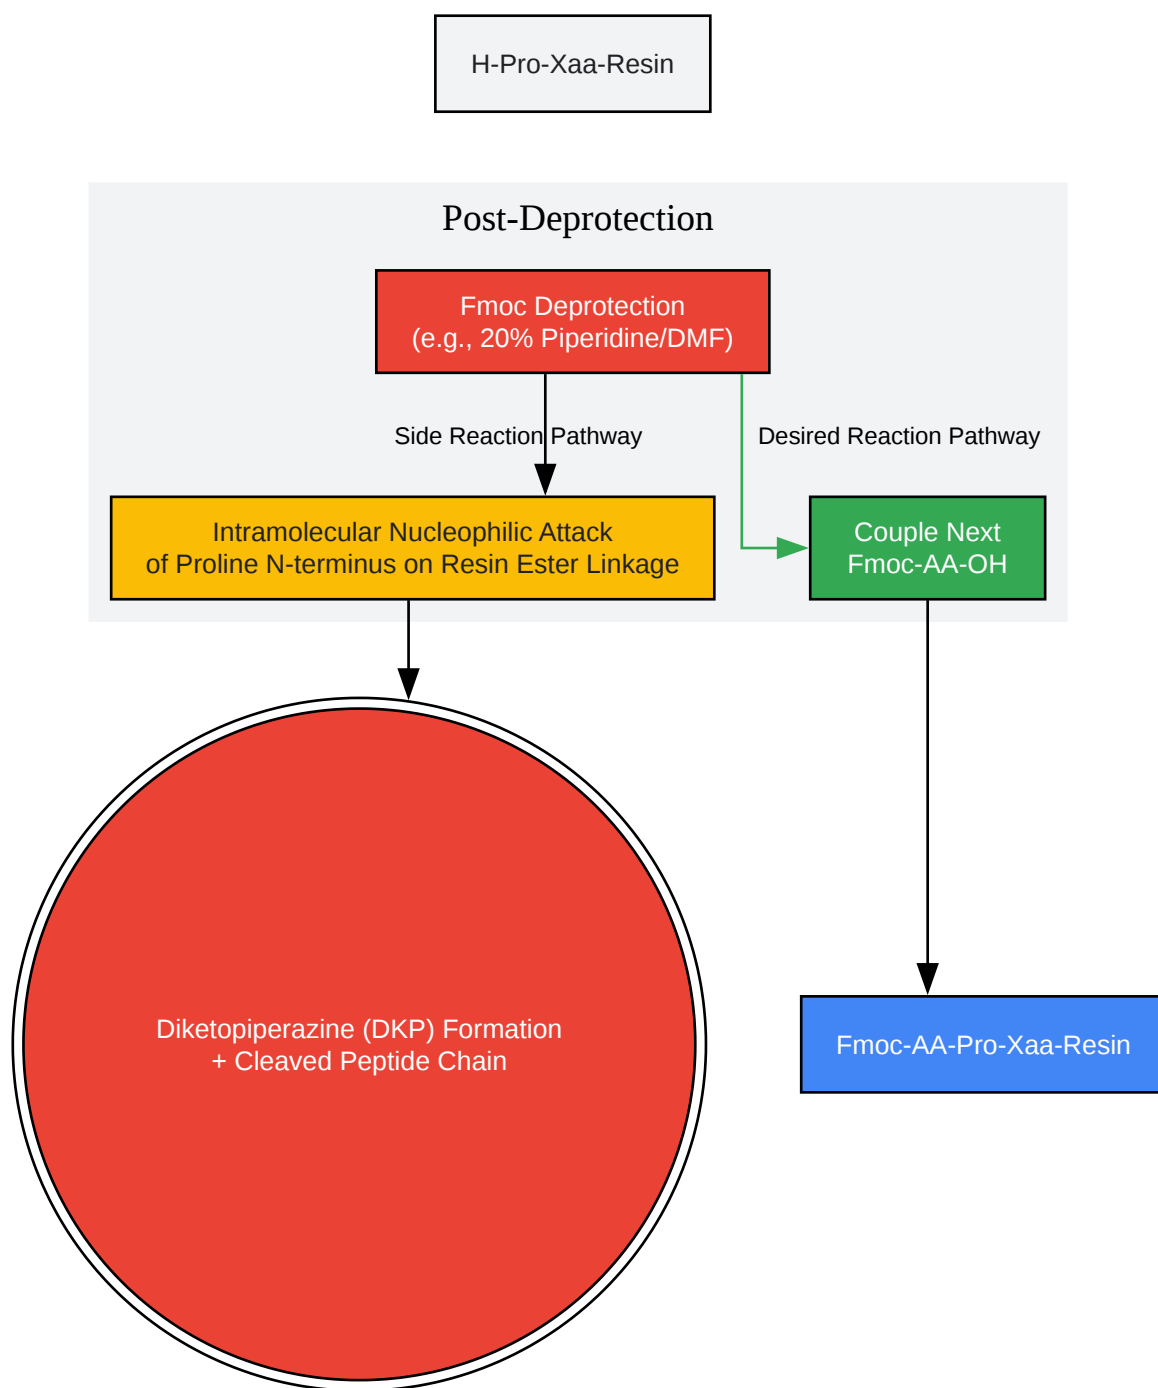 H-Pro-Xaa-Resin
Post-Deprotection
Fmoc Deprotection
(e.g., 20% Piperidine/DMF)
Side Reaction Pathway
Desired Reaction Pathway
Intramolecular Nucleophilic Attack
of Proline N-terminus on Resin Ester Linkage
Couple Next
Fmoc-AA-OH
Diketopiperazine (DKP) Formation
+ Cleaved Peptide Chain
Fmoc-AA-Pro-Xaa-Resin